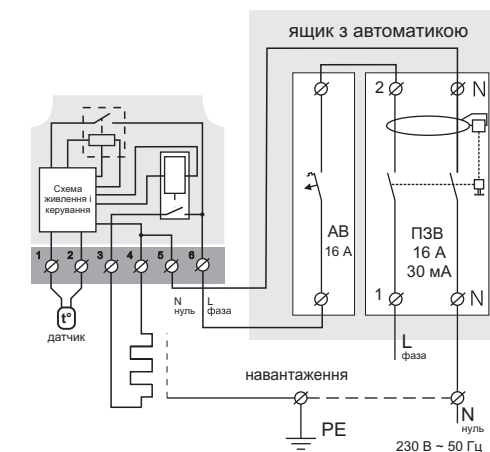 ящик з автоматикою
2
N
Схема
живлення і
керування
АВ
16 А
ПЗВ
16 А
30 мА
1
2
3
4
5
6
N
нуль
L
фаза
1
N
t°
датчик
L
фаза
навантаження
PE
N
нуль
230 В ~ 50 Гц